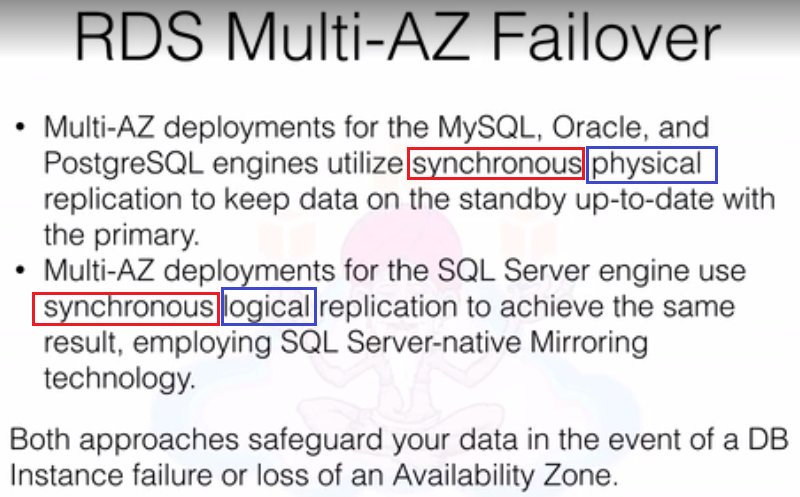 RDS Multi-AZ Failover
• Multi-AZ deployments for the MySQL, Oracle, and
PostgreSQL engines utilize synchronous physical
replication to keep data on the standby up-to-date with
the primary.
• Multi-AZ deployments for the SQL Server engine use
synchronous logical replication to achieve the same
result, employing SQL Server-native Mirroring
technology.
Both approaches safeguard your data in the event of a DB
Instance failure or loss of an Availability Zone.